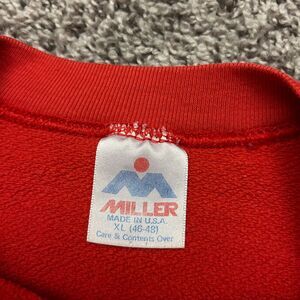 MILLER
MADE IN U.S.A.
XL (46-48)
Care & Contents Over